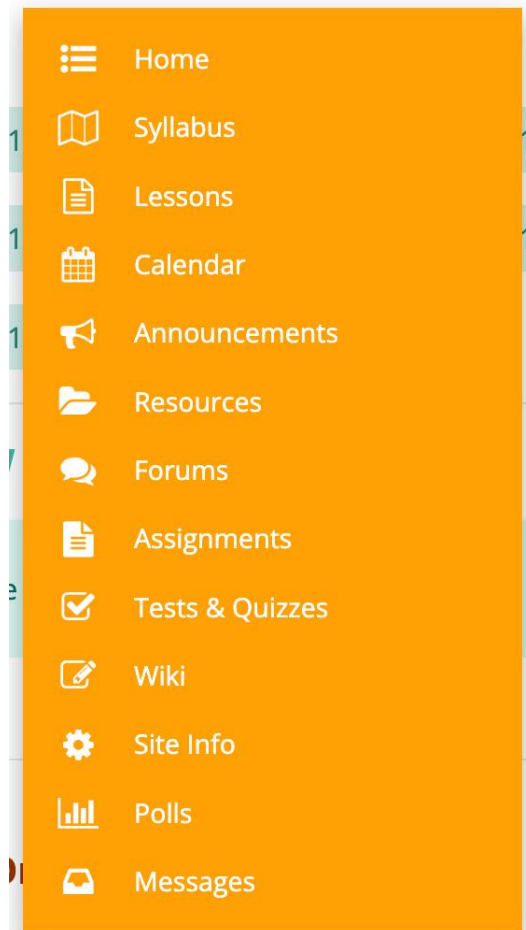 Home
Syllabus
Lessons
Calendar
Announcements
Resources
Forums
Assignments
Tests & Quizzes
Wiki
Site Info
Polls
Messages